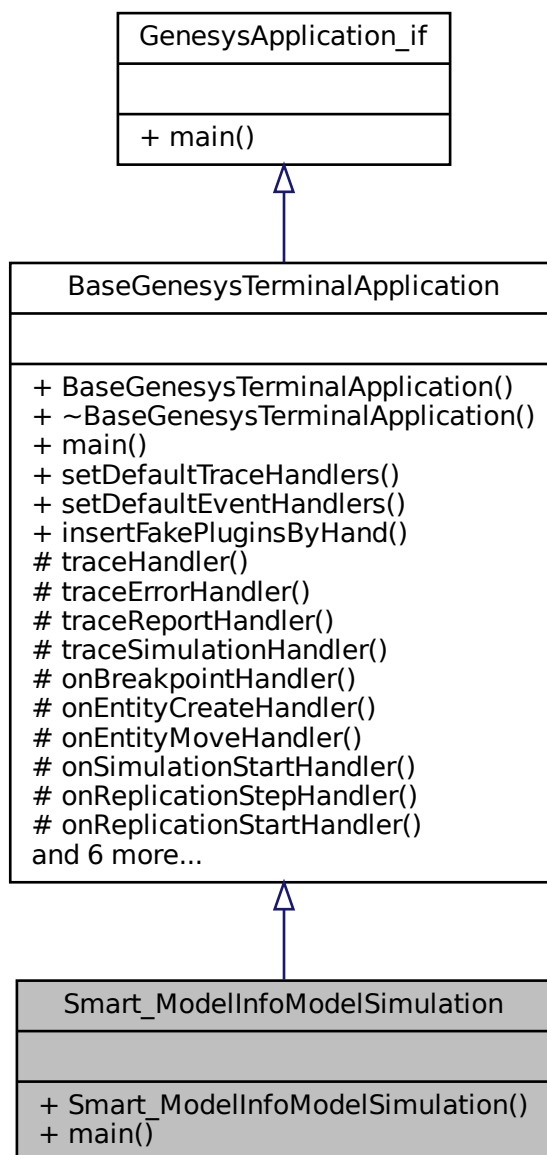 GenesysApplication_if
+ main()
BaseGenesysTerminalApplication
+ BaseGenesysTerminalApplication()
+ ~BaseGenesysTerminalApplication()
+ main()
+ setDefaultTraceHandlers()
+ setDefaultEventHandlers()
+ insertFakePluginsByHand()
# traceHandler()
# traceErrorHandler()
# traceReportHandler()
# traceSimulationHandler()
# onBreakpointHandler()
# onEntityCreateHandler()
# onEntityMoveHandler()
# onSimulationStartHandler()
# onReplicationStepHandler()
# onReplicationStartHandler()
and 6 more...
Smart_ModelInfoModelSimulation
+ Smart_ModelInfoModelSimulation()
+ main()